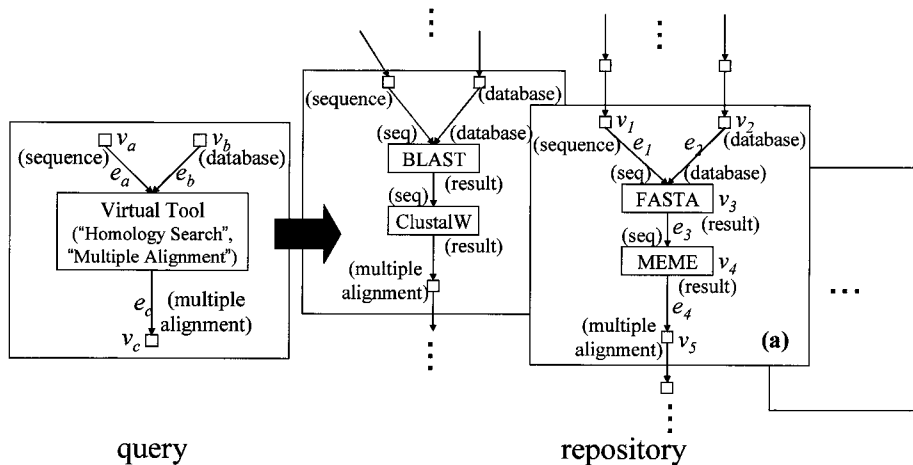 v_a
v_b
(sequence)
(database)
e_a
e_b
Virtual Tool
("Homology Search",
"Multiple Alignment")
e_c
(multiple
alignment)
v_c
query
(sequence)
(database)
(seq)
(database)
BLAST
(seq)
(result)
ClustalW
(result)
(multiple
alignment)
v_1
v_2
(sequence)
e_1
e_2
(database)
(seq)
(database)
FASTA
v_3
(result)
(seq)
e_3
MEME
v_4
(result)
e_4
(multiple
alignment)
v_5
(a)
...
repository